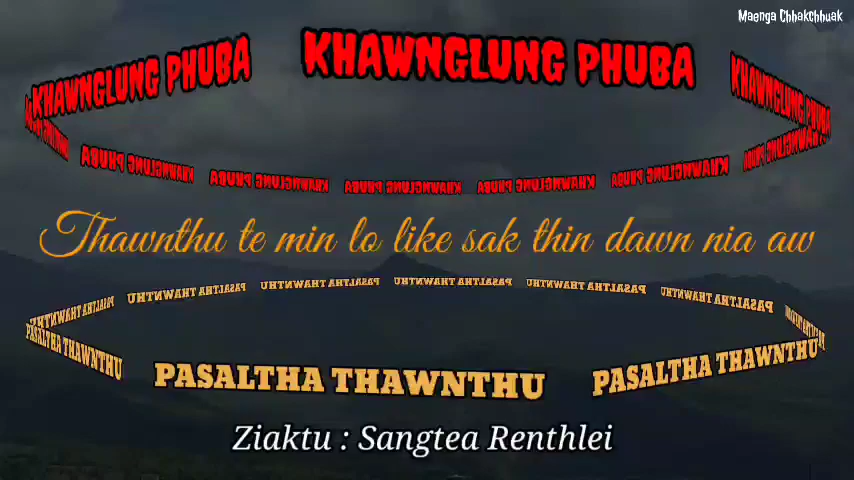 Maenga Chhakchhuak
KHAWNGLUNG PHUBA KHAWNGLUNG PHUBA KHAWNGLUNG PHUBA
KHAWNGLUNG PHUBA KHAWNGLUNG PHUBA KHAWNGLUNG PHUBA KHAWNGLUNG PHUBA KHAWNGLUNG PHUBA
Thawnthu te min lo like sak thin dawn nia aw
PASALTHA THAWNTHU PASALTHA THAWNTHU PASALTHA THAWNTHU PASALTHA THAWNTHU PASALTHA THAWNTHU PASALTHA THAWNTHU
PASALTHA THAWNTHU PASALTHA THAWNTHU PASALTHA THAWNTHU
Ziaktu : Sangtea Renthlei